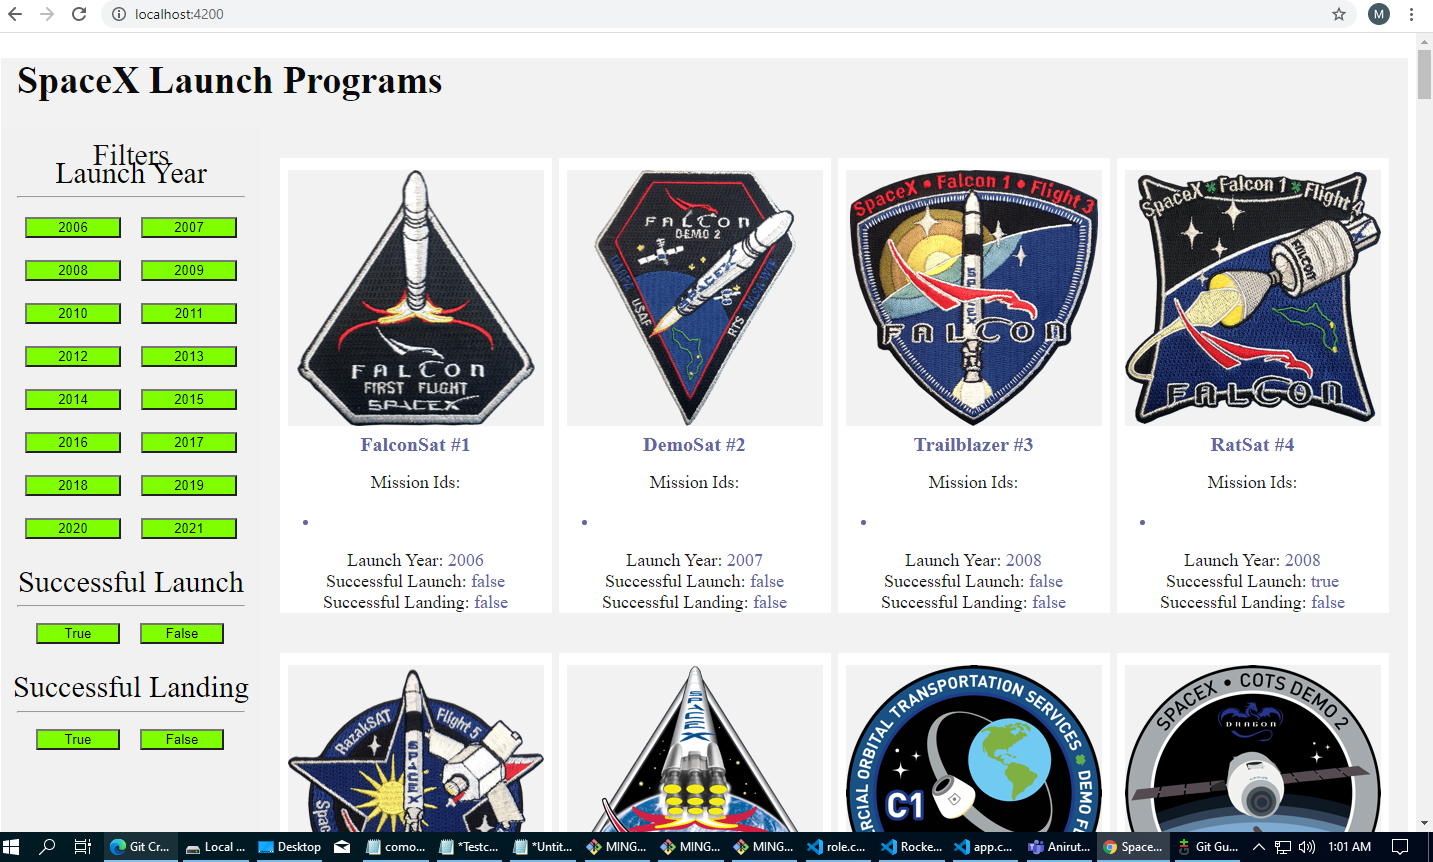 localhost:4200
M
SpaceX Launch Programs
Filters
Launch Year
2006 2007
2008 2009
2010 2011
2012 2013
2014 2015
2016 2017
2018 2019
2020 2021
Successful Launch
True False
Successful Landing
True False
FALCON
FIRST FLIGHT
SPACEX
FalconSat #1
Mission Ids:
Launch Year: 2006
Successful Launch: false
Successful Landing: false
FALCON
DEMO 2
USAF
SPACEX
RTS
DemoSat #2
Mission Ids:
Launch Year: 2007
Successful Launch: false
Successful Landing: false
SpaceX • Falcon 1 • Flight 3
SPACEX
FALCON
Trailblazer #3
Mission Ids:
Launch Year: 2008
Successful Launch: false
Successful Landing: false
SpaceX Falcon 1 Flight 4
FALCON
FALCON
RatSat #4
Mission Ids:
Launch Year: 2008
Successful Launch: true
Successful Landing: false
RazakSAT Flight 5
SPACEX
SPACEX
ORBITAL TRANSPORTATION SERVICES
DEMO
C1
SPACEX • COTS DEMO 2
DRAGON
Git Cr...
Local ...
Desktop
como...
*Testc...
*Untit...
MING...
MING...
MING...
role.c...
Rocke...
app.c...
Anirut...
Space...
Git Gu...
1:01 AM